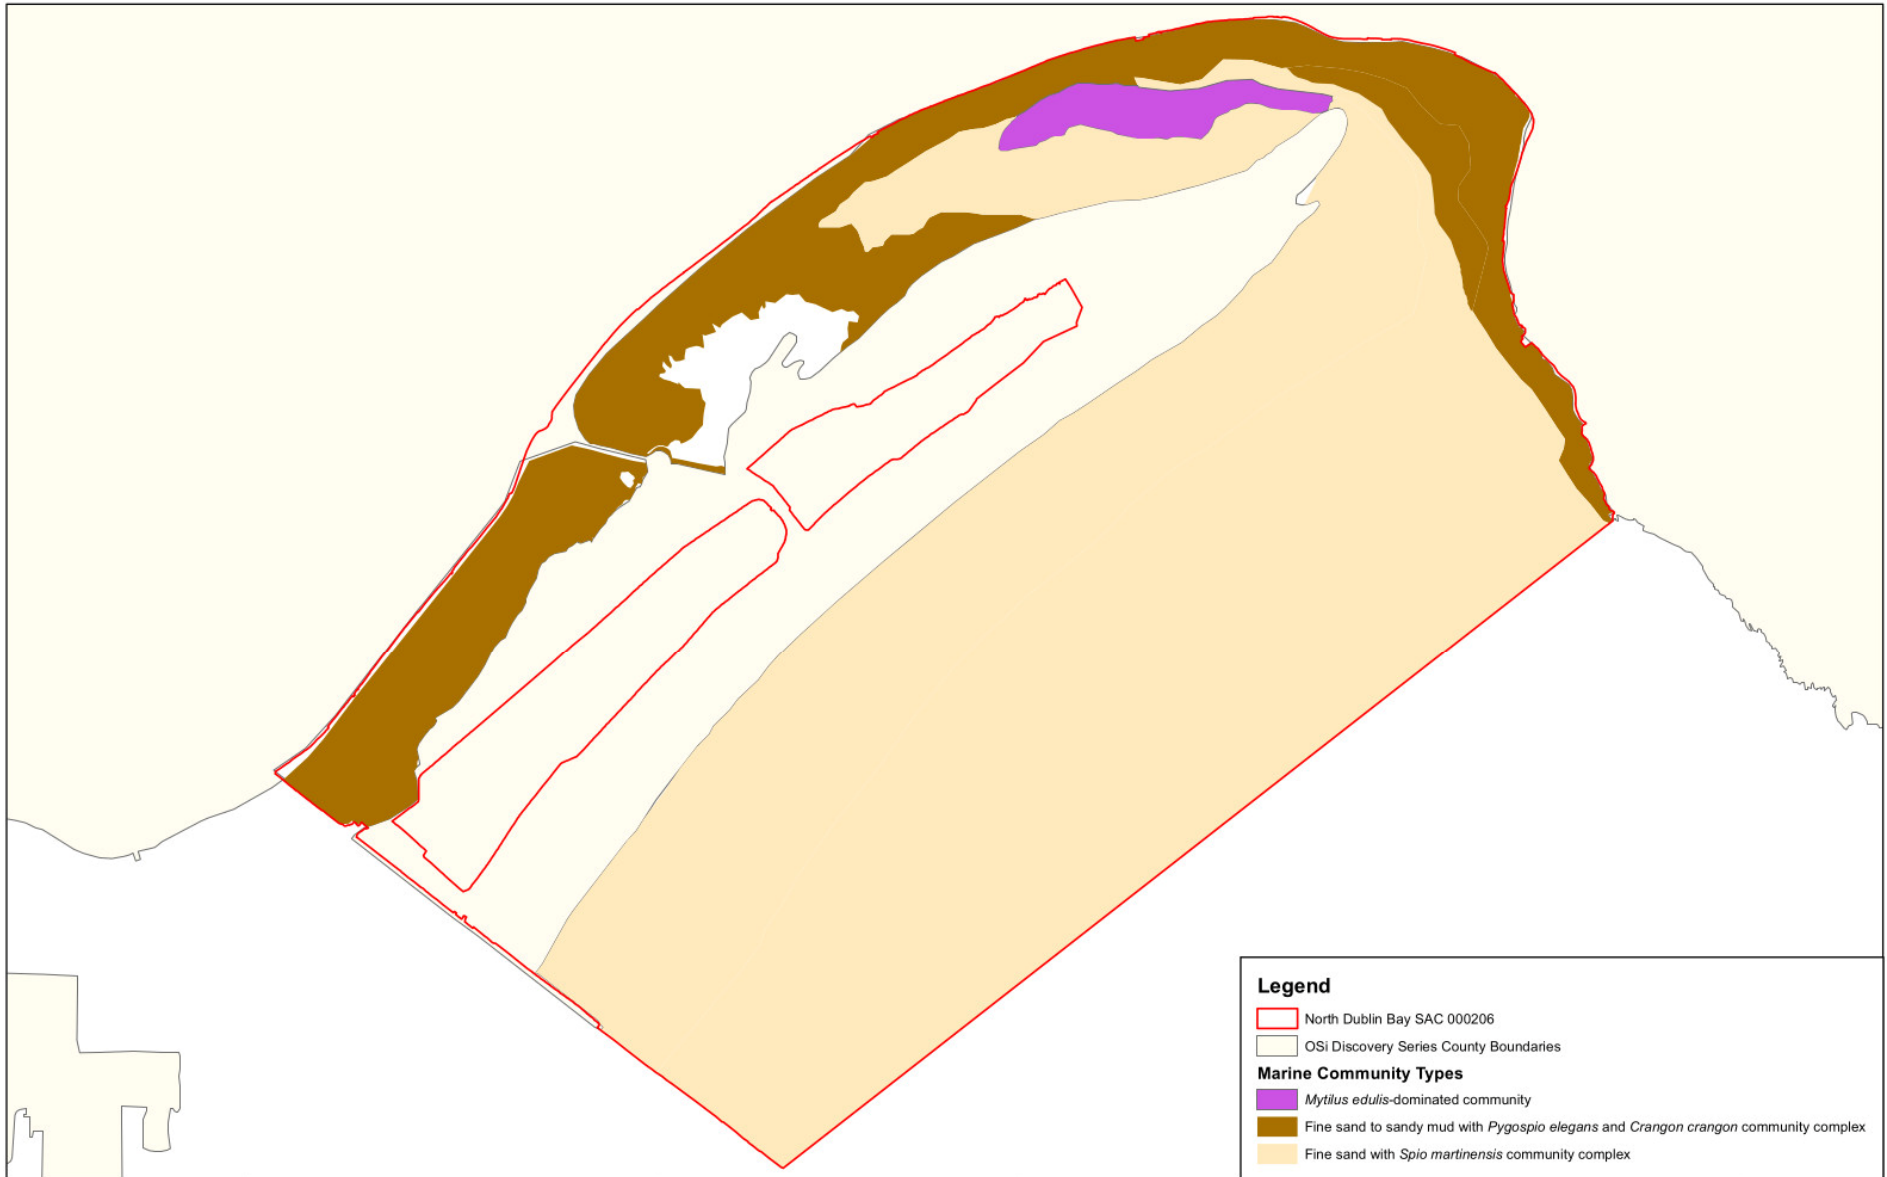 Legend
North Dublin Bay SAC 000206
OSi Discovery Series County Boundaries
Marine Community Types
Mytilus edulis-dominated community
Fine sand to sandy mud with Pygospio elegans and Crangon crangon community complex
Fine sand with Spio martinensis community complex